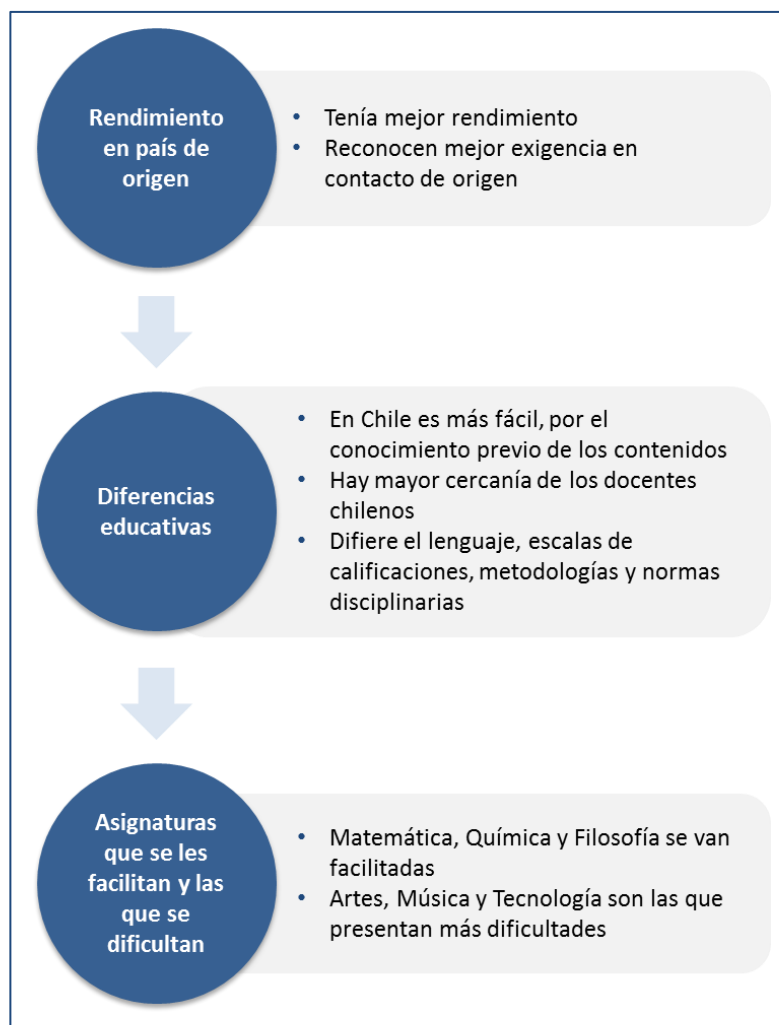 Rendimiento
en país de
origen
• Tenía mejor rendimiento
• Reconocen mejor exigencia en
contacto de origen
Diferencias
educativas
• En Chile es más fácil, por el
conocimiento previo de los contenidos
• Hay mayor cercanía de los docentes
chilenos
• Difiere el lenguaje, escalas de
calificaciones, metodologías y normas
disciplinarias
Asignaturas
que se les
facilitan y las
que se
dificultan
• Matemática, Química y Filosofía se van
facilitadas
• Artes, Música y Tecnología son las que
presentan más dificultades